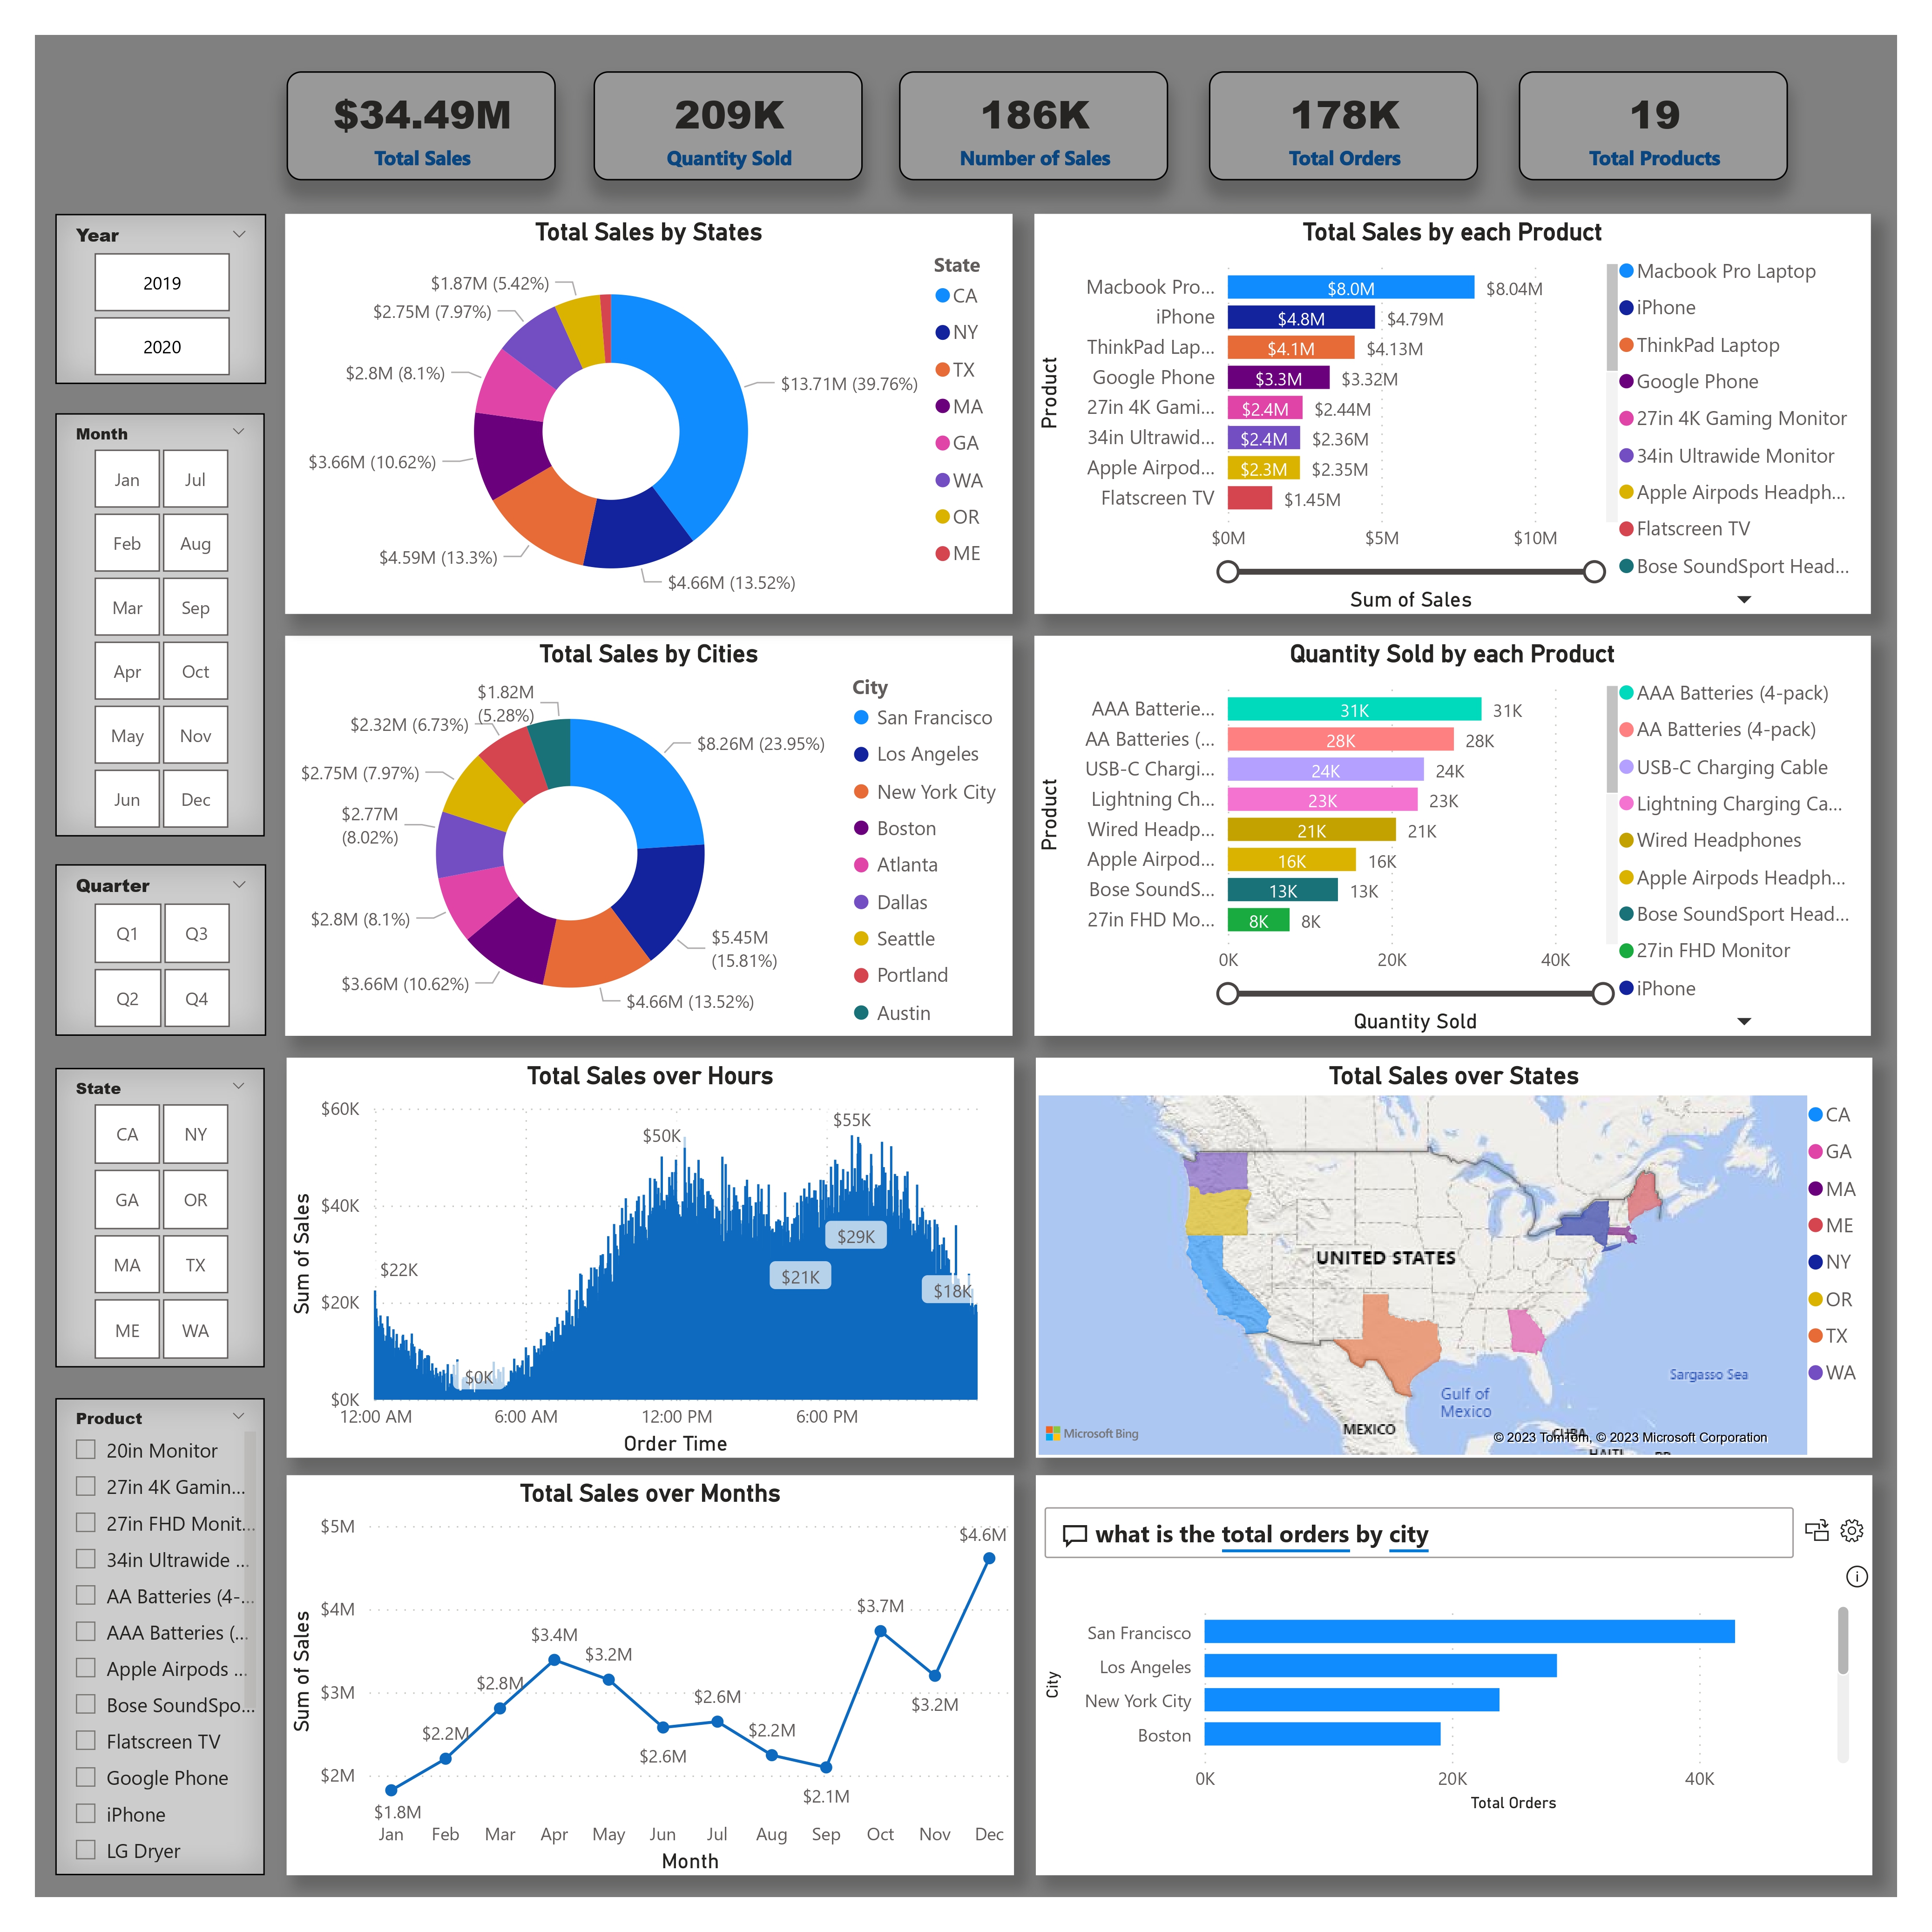 $34.49M
Total Sales
209K
Quantity Sold
186K
Number of Sales
178K
Total Orders
19
Total Products
Year
2019
2020
Month
Jan
Jul
Feb
Aug
Mar
Sep
Apr
Oct
May
Nov
Jun
Dec
Quarter
Q1
Q3
Q2
Q4
State
CA
NY
GA
OR
MA
TX
ME
WA
Product
20in Monitor
27in 4K Gamin...
27in FHD Monit...
34in Ultrawide ...
AA Batteries (4-...
AAA Batteries (...
Apple Airpods ...
Bose SoundSpo...
Flatscreen TV
Google Phone
iPhone
LG Dryer
Total Sales by States
$1.87M (5.42%)
$2.75M (7.97%)
$2.8M (8.1%)
$3.66M (10.62%)
$4.59M (13.3%)
$13.71M (39.76%)
$4.66M (13.52%)
State
CA
NY
TX
MA
GA
WA
OR
ME
Total Sales by each Product
Product
Macbook Pro...
$8.0M
$8.04M
iPhone
$4.8M
$4.79M
ThinkPad Lap...
$4.1M
$4.13M
Google Phone
$3.3M
$3.32M
27in 4K Gami...
$2.4M
$2.44M
34in Ultrawid...
$2.4M
$2.36M
Apple Airpod...
$2.3M
$2.35M
Flatscreen TV
$1.45M
$0M
$5M
$10M
Sum of Sales
Macbook Pro Laptop
iPhone
ThinkPad Laptop
Google Phone
27in 4K Gaming Monitor
34in Ultrawide Monitor
Apple Airpods Headph...
Flatscreen TV
Bose SoundSport Head...
Total Sales by Cities
$1.82M
(5.28%)
$2.32M (6.73%)
$2.75M (7.97%)
$2.77M
(8.02%)
$2.8M (8.1%)
$3.66M (10.62%)
$8.26M (23.95%)
$5.45M
(15.81%)
$4.66M (13.52%)
City
San Francisco
Los Angeles
New York City
Boston
Atlanta
Dallas
Seattle
Portland
Austin
Quantity Sold by each Product
Product
AAA Batterie...
31K
31K
AA Batteries (...
28K
28K
USB-C Chargi...
24K
24K
Lightning Ch...
23K
23K
Wired Headp...
21K
21K
Apple Airpod...
16K
16K
Bose SoundS...
13K
13K
27in FHD Mo...
8K
8K
0K
20K
40K
Quantity Sold
AAA Batteries (4-pack)
AA Batteries (4-pack)
USB-C Charging Cable
Lightning Charging Ca...
Wired Headphones
Apple Airpods Headph...
Bose SoundSport Head...
27in FHD Monitor
iPhone
Total Sales over Hours
Sum of Sales
$60K
$40K
$20K
$0K
$22K
$0K
$50K
$55K
$29K
$21K
$18K
12:00 AM
6:00 AM
12:00 PM
6:00 PM
Order Time
Total Sales over States
UNITED STATES
MEXICO
Gulf of
Mexico
Sargasso Sea
CUBA
HAITI
Microsoft Bing
© 2023 TomTom, © 2023 Microsoft Corporation
CA
GA
MA
ME
NY
OR
TX
WA
Total Sales over Months
Sum of Sales
$5M
$4M
$3M
$2M
$1.8M
$2.2M
$2.8M
$3.4M
$3.2M
$2.6M
$2.6M
$2.2M
$2.1M
$3.7M
$3.2M
$4.6M
Jan
Feb
Mar
Apr
May
Jun
Jul
Aug
Sep
Oct
Nov
Dec
Month
what is the total orders by city
City
San Francisco
Los Angeles
New York City
Boston
0K
20K
40K
Total Orders